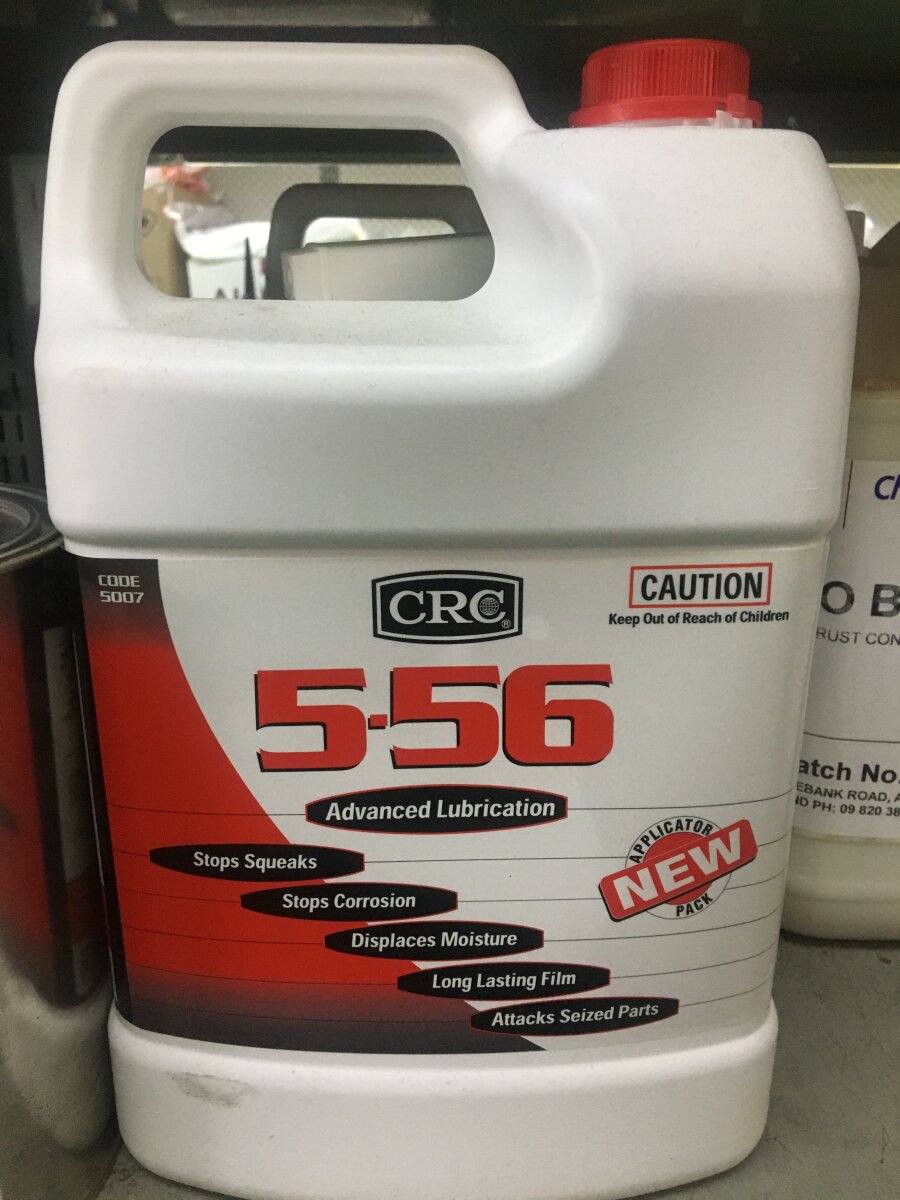 CODE
5007
CRC®
CAUTION
Keep Out of Reach of Children
5-56
Advanced Lubrication
Stops Squeaks
Stops Corrosion
Displaces Moisture
Long Lasting Film
Attacks Seized Parts
APPLICATOR
NEW
PACK
O B
RUST CON
atch No.
EBANK ROAD, A
ND PH: 09 820 38